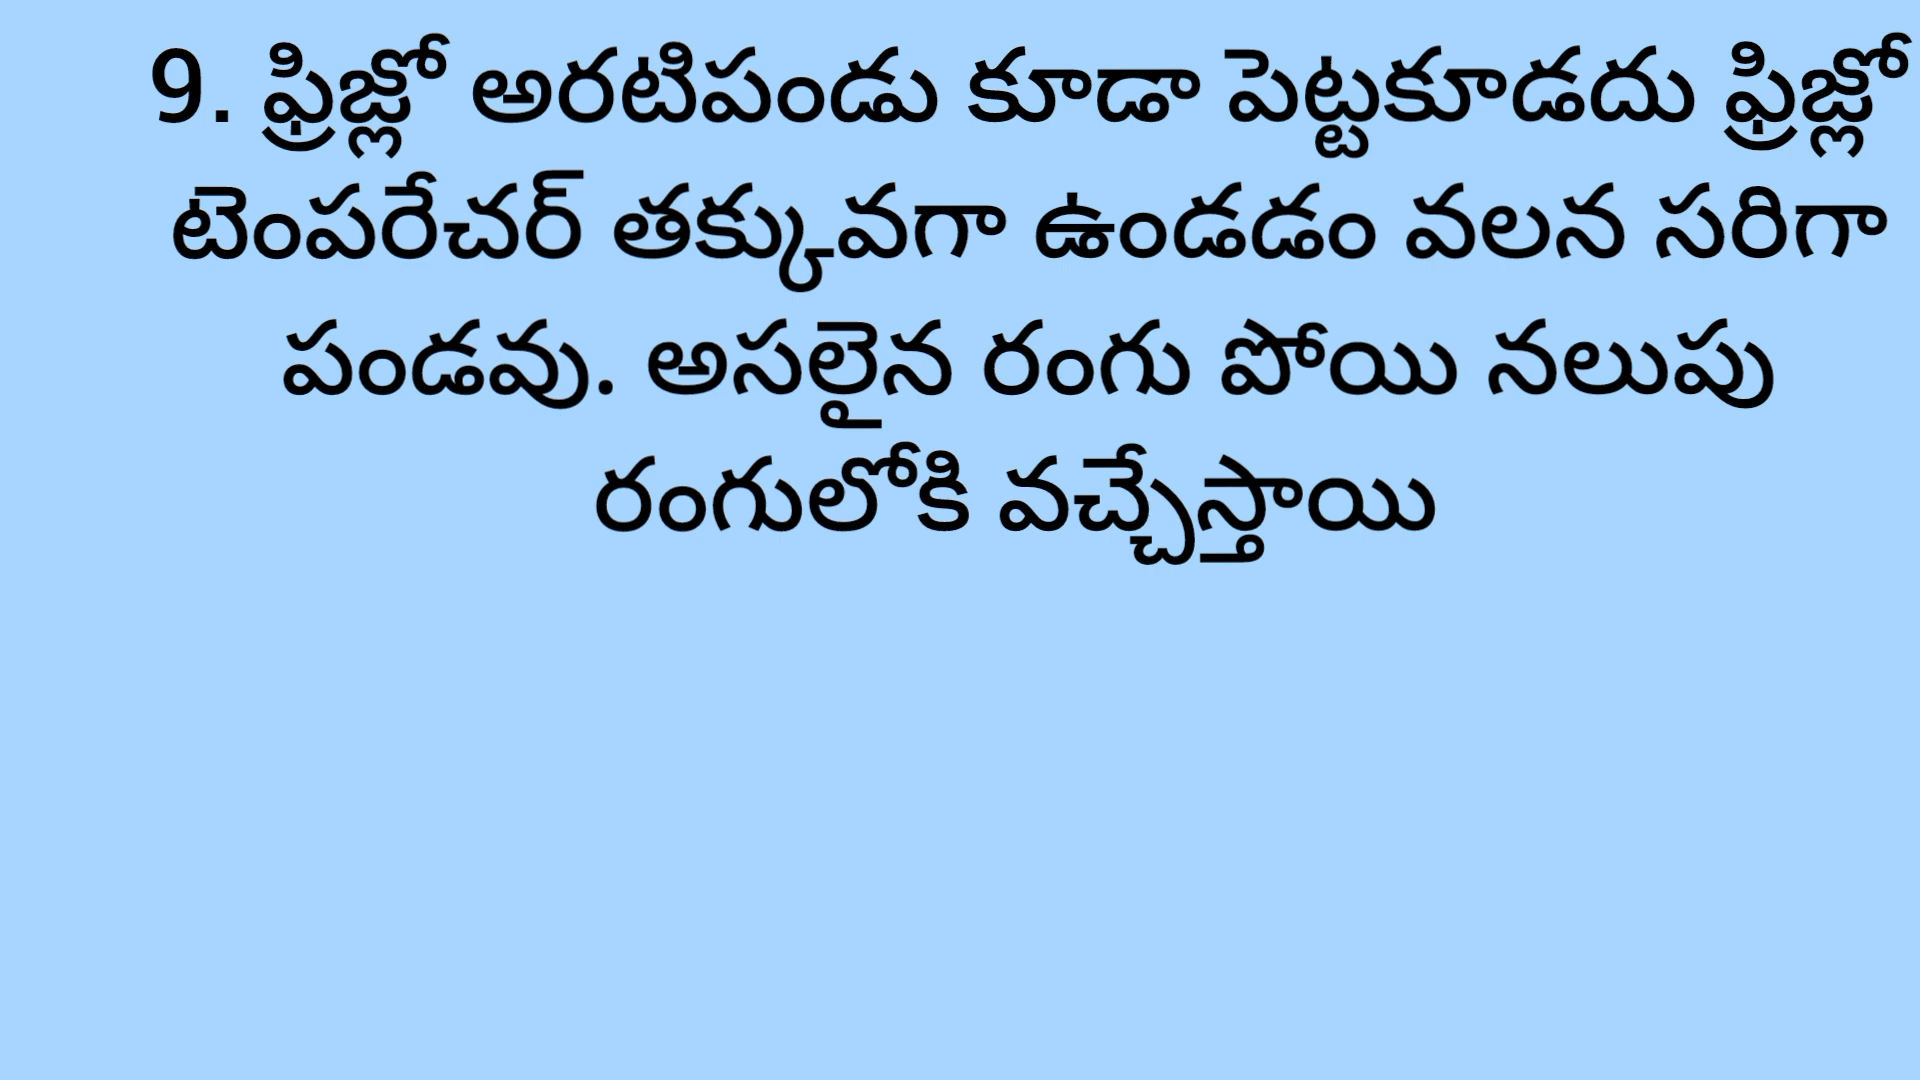 9. ఫ్రిజ్లో అరటిపండు కూడా పెట్టకూడదు ఫ్రిజ్లో
టెంపరేచర్ తక్కువగా ఉండడం వలన సరిగా
పండవు. అసలైన రంగు పోయి నలుపు
రంగులోకి వచ్చేస్తాయి